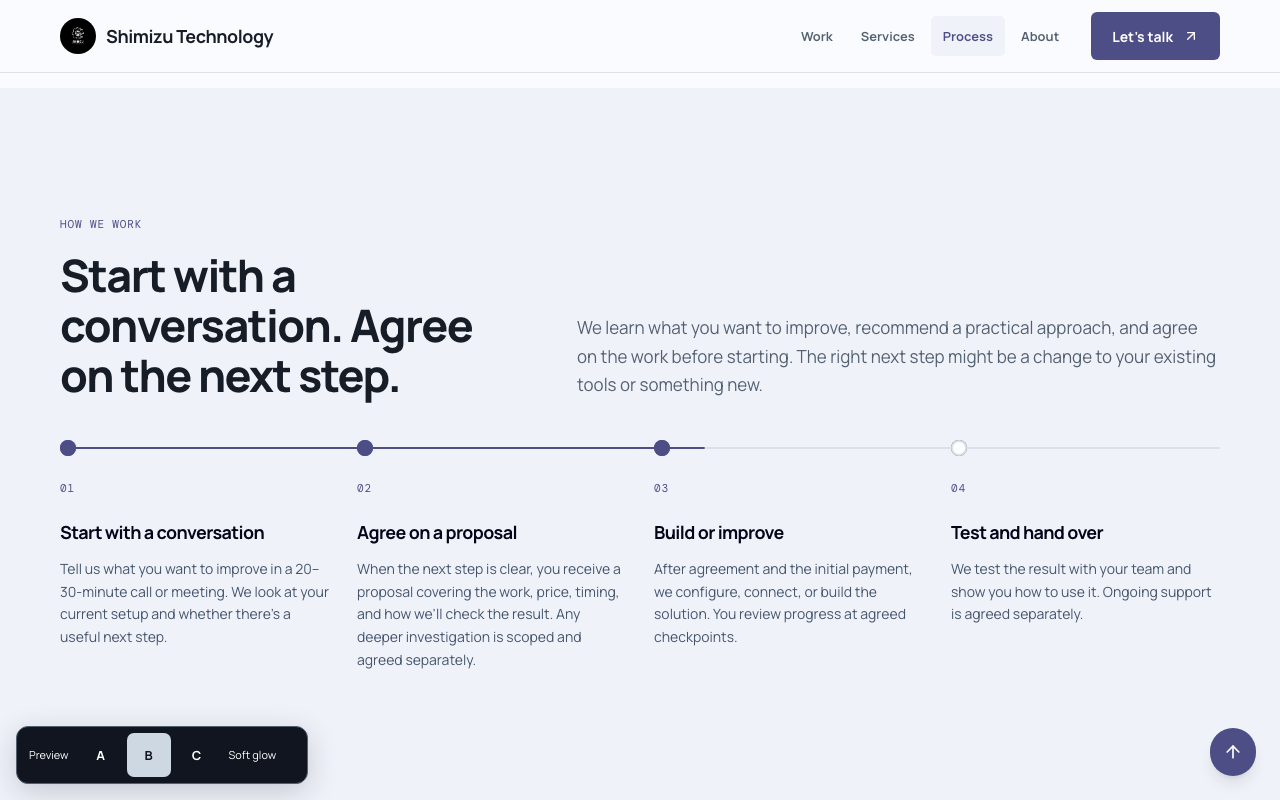 Shimizu Technology
Work
Services
Process
About
Let's talk
HOW WE WORK
Start with a
conversation. Agree
on the next step.
We learn what you want to improve, recommend a practical approach, and agree
on the work before starting. The right next step might be a change to your existing
tools or something new.
01
Start with a conversation
Tell us what you want to improve in a 20–
30-minute call or meeting. We look at your
current setup and whether there's a
useful next step.
02
Agree on a proposal
When the next step is clear, you receive a
proposal covering the work, price, timing,
and how we'll check the result. Any
deeper investigation is scoped and
agreed separately.
03
Build or improve
After agreement and the initial payment,
we configure, connect, or build the
solution. You review progress at agreed
checkpoints.
04
Test and hand over
We test the result with your team and
show you how to use it. Ongoing support
is agreed separately.
Preview
A
B
C
Soft glow